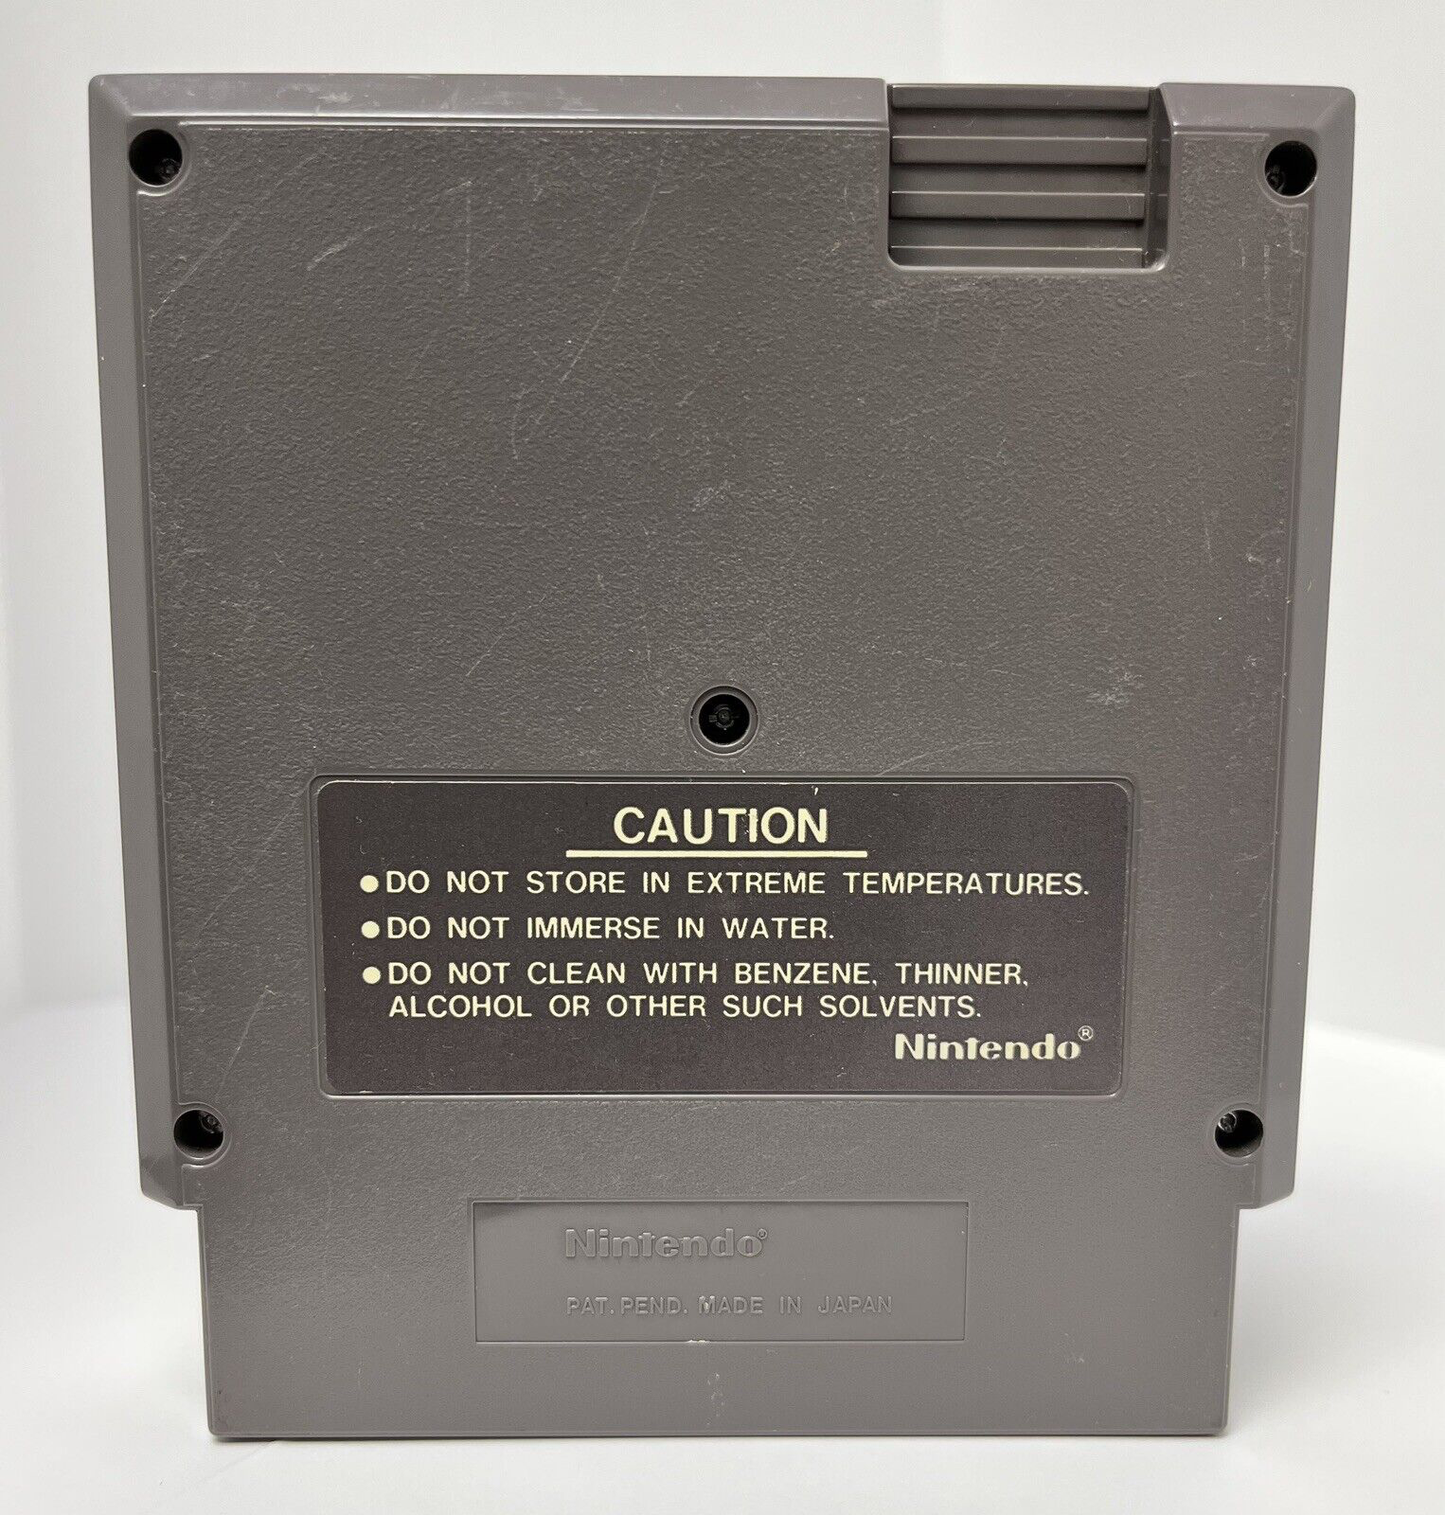 CAUTION
●DO NOT STORE IN EXTREME TEMPERATURES.
●DO NOT IMMERSE IN WATER.
●DO NOT CLEAN WITH BENZENE, THINNER,
ALCOHOL OR OTHER SUCH SOLVENTS.
Nintendo®
Nintendo®
PAT. PEND. MADE IN JAPAN